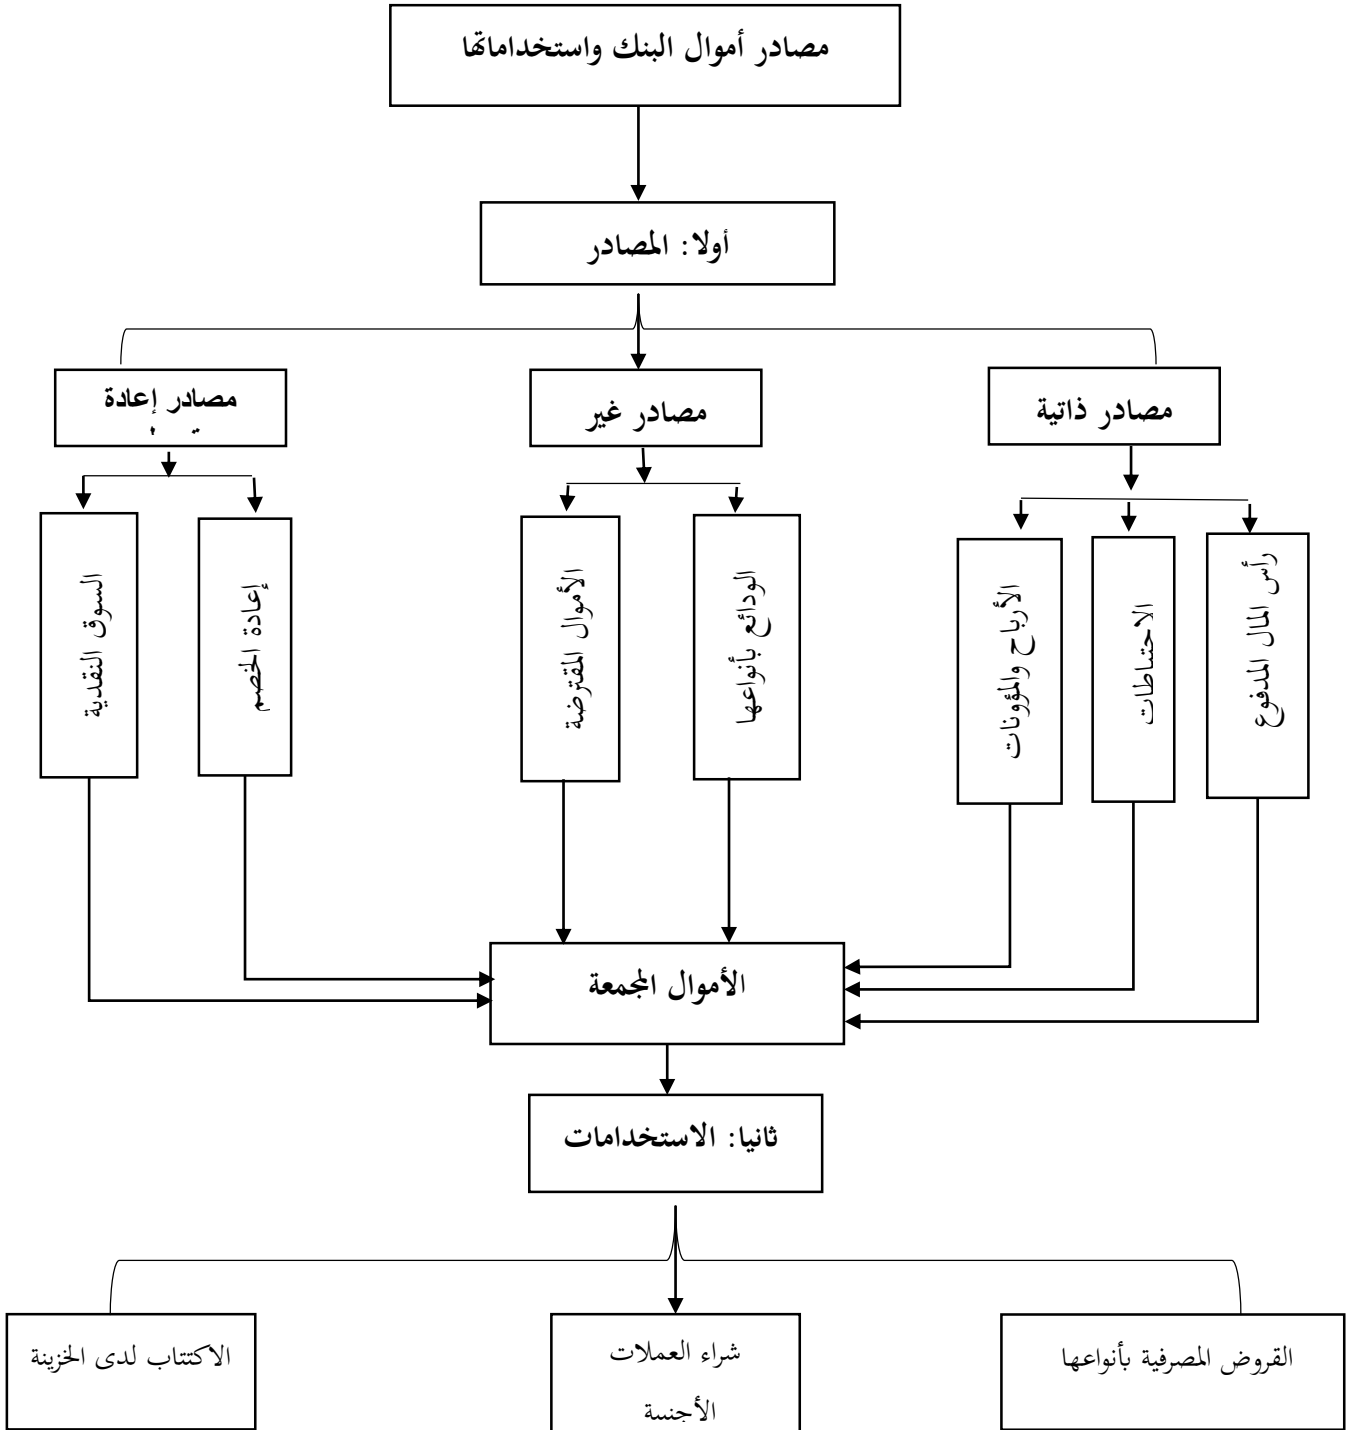 مصادر أموال البنك واستخداماتها
أولا: المصادر
مصادر ذاتية
مصادر غير
مصادر إعادة
رأس المال المدفوع
الاحتياطات
الأرباح والمؤونات
الودائع بأنواعها
الأموال المقترضة
إعادة الخصم
السوق النقدية
الأموال المجمعة
ثانيا: الاستخدامات
القروض المصرفية بأنواعها
شراء العملات
الأجنبية
الاكتتاب لدى الخزينة